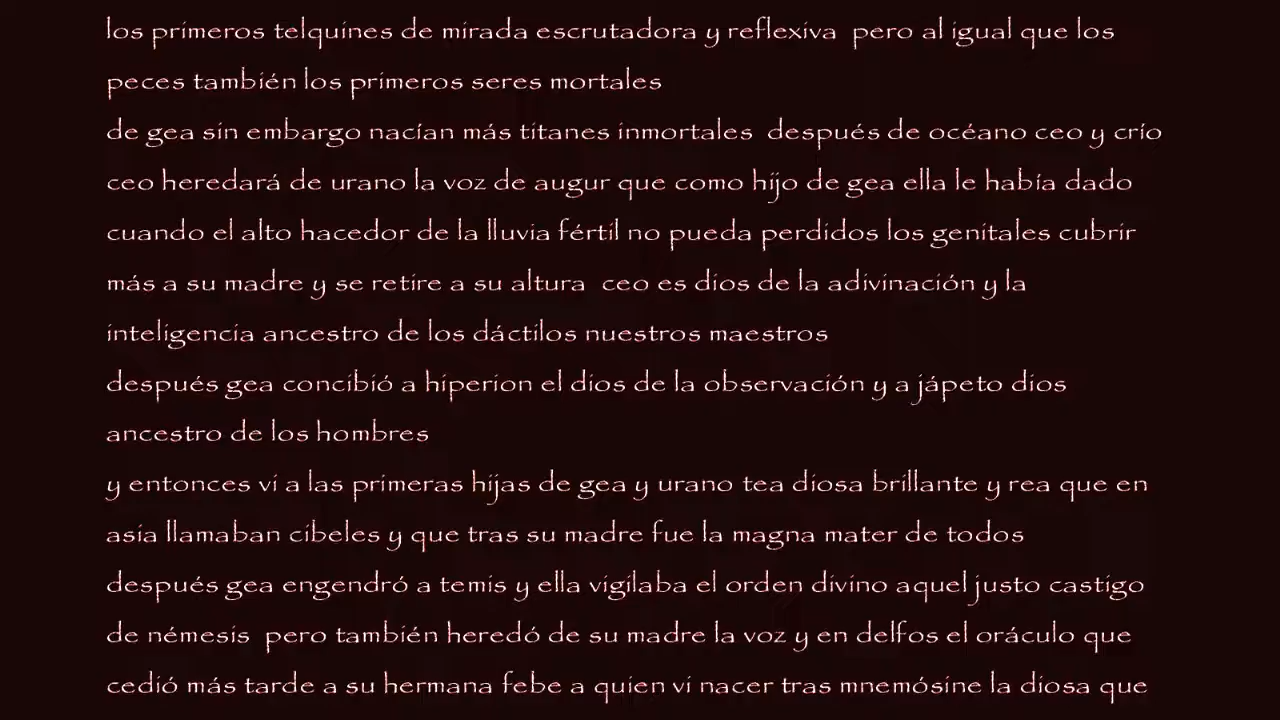 los primeros telquines de mirada escrutadora y reflexiva  pero al igual que los
peces también los primeros seres mortales
de gea sin embargo nacían más titanes inmortales  después de océano ceo y crío
ceo heredará de urano la voz de augur que como hijo de gea ella le había dado
cuando el alto hacedor de la lluvia fértil no pueda perdidos los genitales cubrir
más a su madre y se retire a su altura  ceo es dios de la adivinación y la
inteligencia ancestro de los dáctilos nuestros maestros
después gea concibió a hiperion el dios de la observación y a jápeto dios
ancestro de los hombres
y entonces vi a las primeras hijas de gea y urano tea diosa brillante y rea que en
asia llamaban cibeles y que tras su madre fue la magna mater de todos
después gea engendró a temis y ella vigilaba el orden divino aquel justo castigo
de némesis  pero también heredó de su madre la voz y en delfos el oráculo que
cedió más tarde a su hermana febe a quien vi nacer tras mnemósine la diosa que